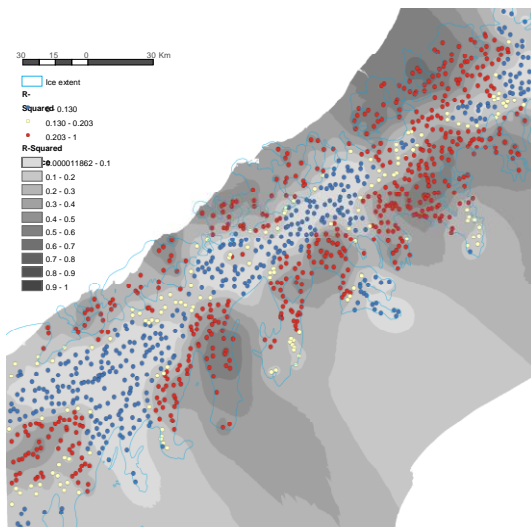 30 15 0 30 Km
Ice extent
R-
Squared
0 - 0.130
0.130 - 0.203
0.203 - 1
R-Squared
0.000011862 - 0.1
0.1 - 0.2
0.2 - 0.3
0.3 - 0.4
0.4 - 0.5
0.5 - 0.6
0.6 - 0.7
0.7 - 0.8
0.8 - 0.9
0.9 - 1